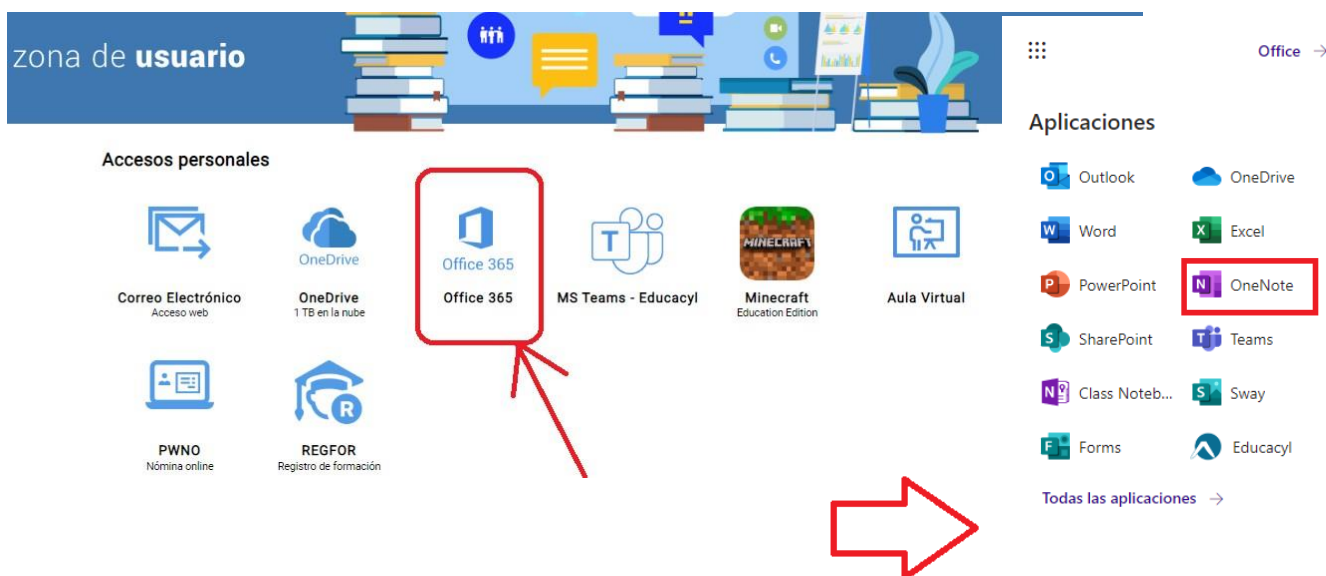 zona de usuario
Accesos personales
OneDrive
Office 365
MINECRAFT
Correo Electrónico
Acceso web
OneDrive
1 TB en la nube
Office 365
MS Teams - Educacyl
Minecraft
Education Edition
Aula Virtual
R
PWNO
Nómina online
REGFOR
Registro de formación
Office →
Aplicaciones
Outlook
OneDrive
Word
Excel
PowerPoint
OneNote
SharePoint
Teams
Class Noteb...
Sway
Forms
Educacyl
Todas las aplicaciones →